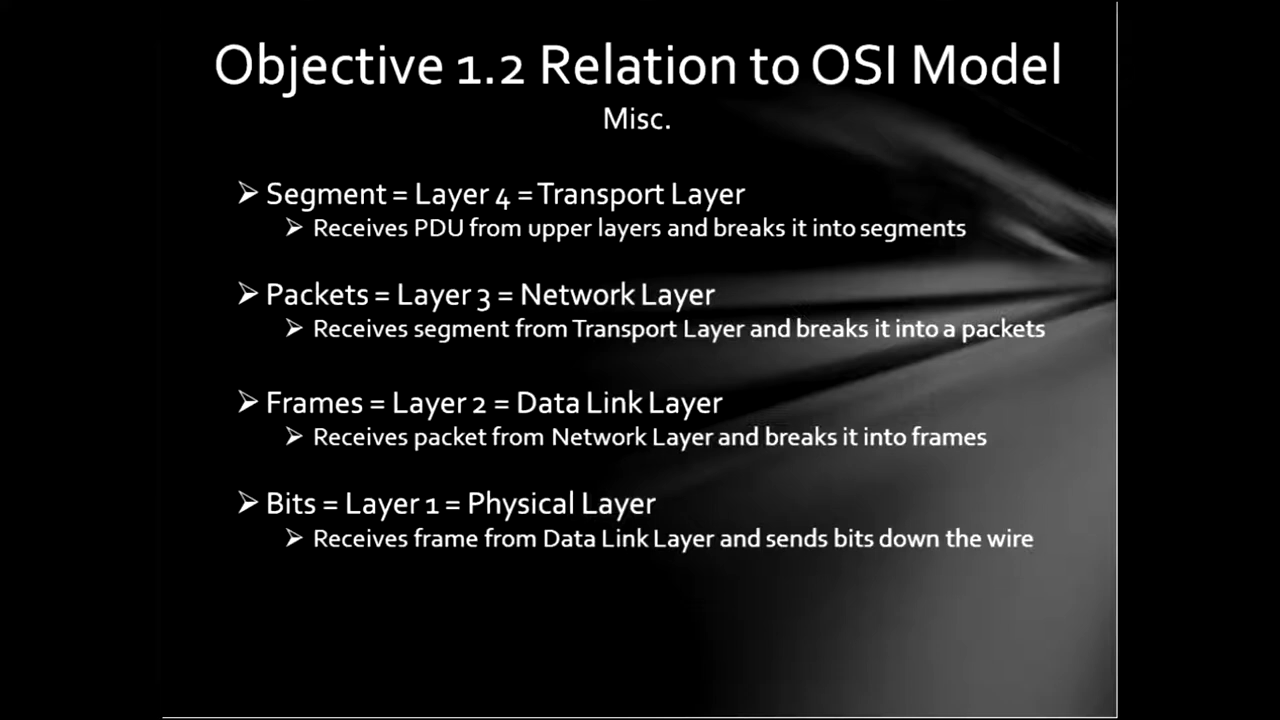 Objective 1.2 Relation to OSI Model
Misc.
➢ Segment = Layer 4 = Transport Layer
➢ Receives PDU from upper layers and breaks it into segments
➢ Packets = Layer 3 = Network Layer
➢ Receives segment from Transport Layer and breaks it into a packets
➢ Frames = Layer 2 = Data Link Layer
➢ Receives packet from Network Layer and breaks it into frames
➢ Bits = Layer 1 = Physical Layer
➢ Receives frame from Data Link Layer and sends bits down the wire